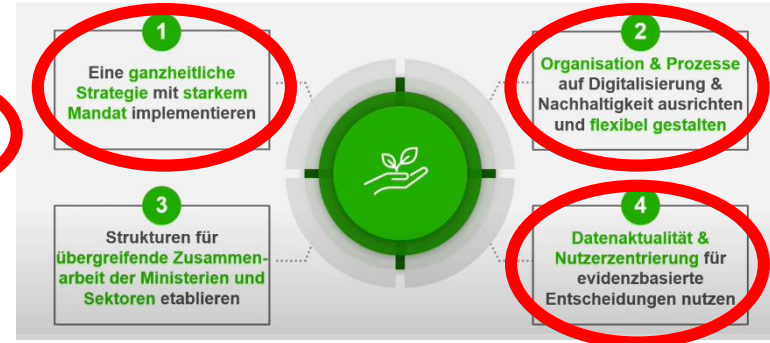 1
Eine ganzheitliche
Strategie mit starkem
Mandat implementieren
2
Organisation & Prozesse
auf Digitalisierung &
Nachhaltigkeit ausrichten
und flexibel gestalten
3
Strukturen für
übergreifende Zusammen-
arbeit der Ministerien und
Sektoren etablieren
4
Datenaktualität &
Nutzerzentrierung für
evidenzbasierte
Entscheidungen nutzen